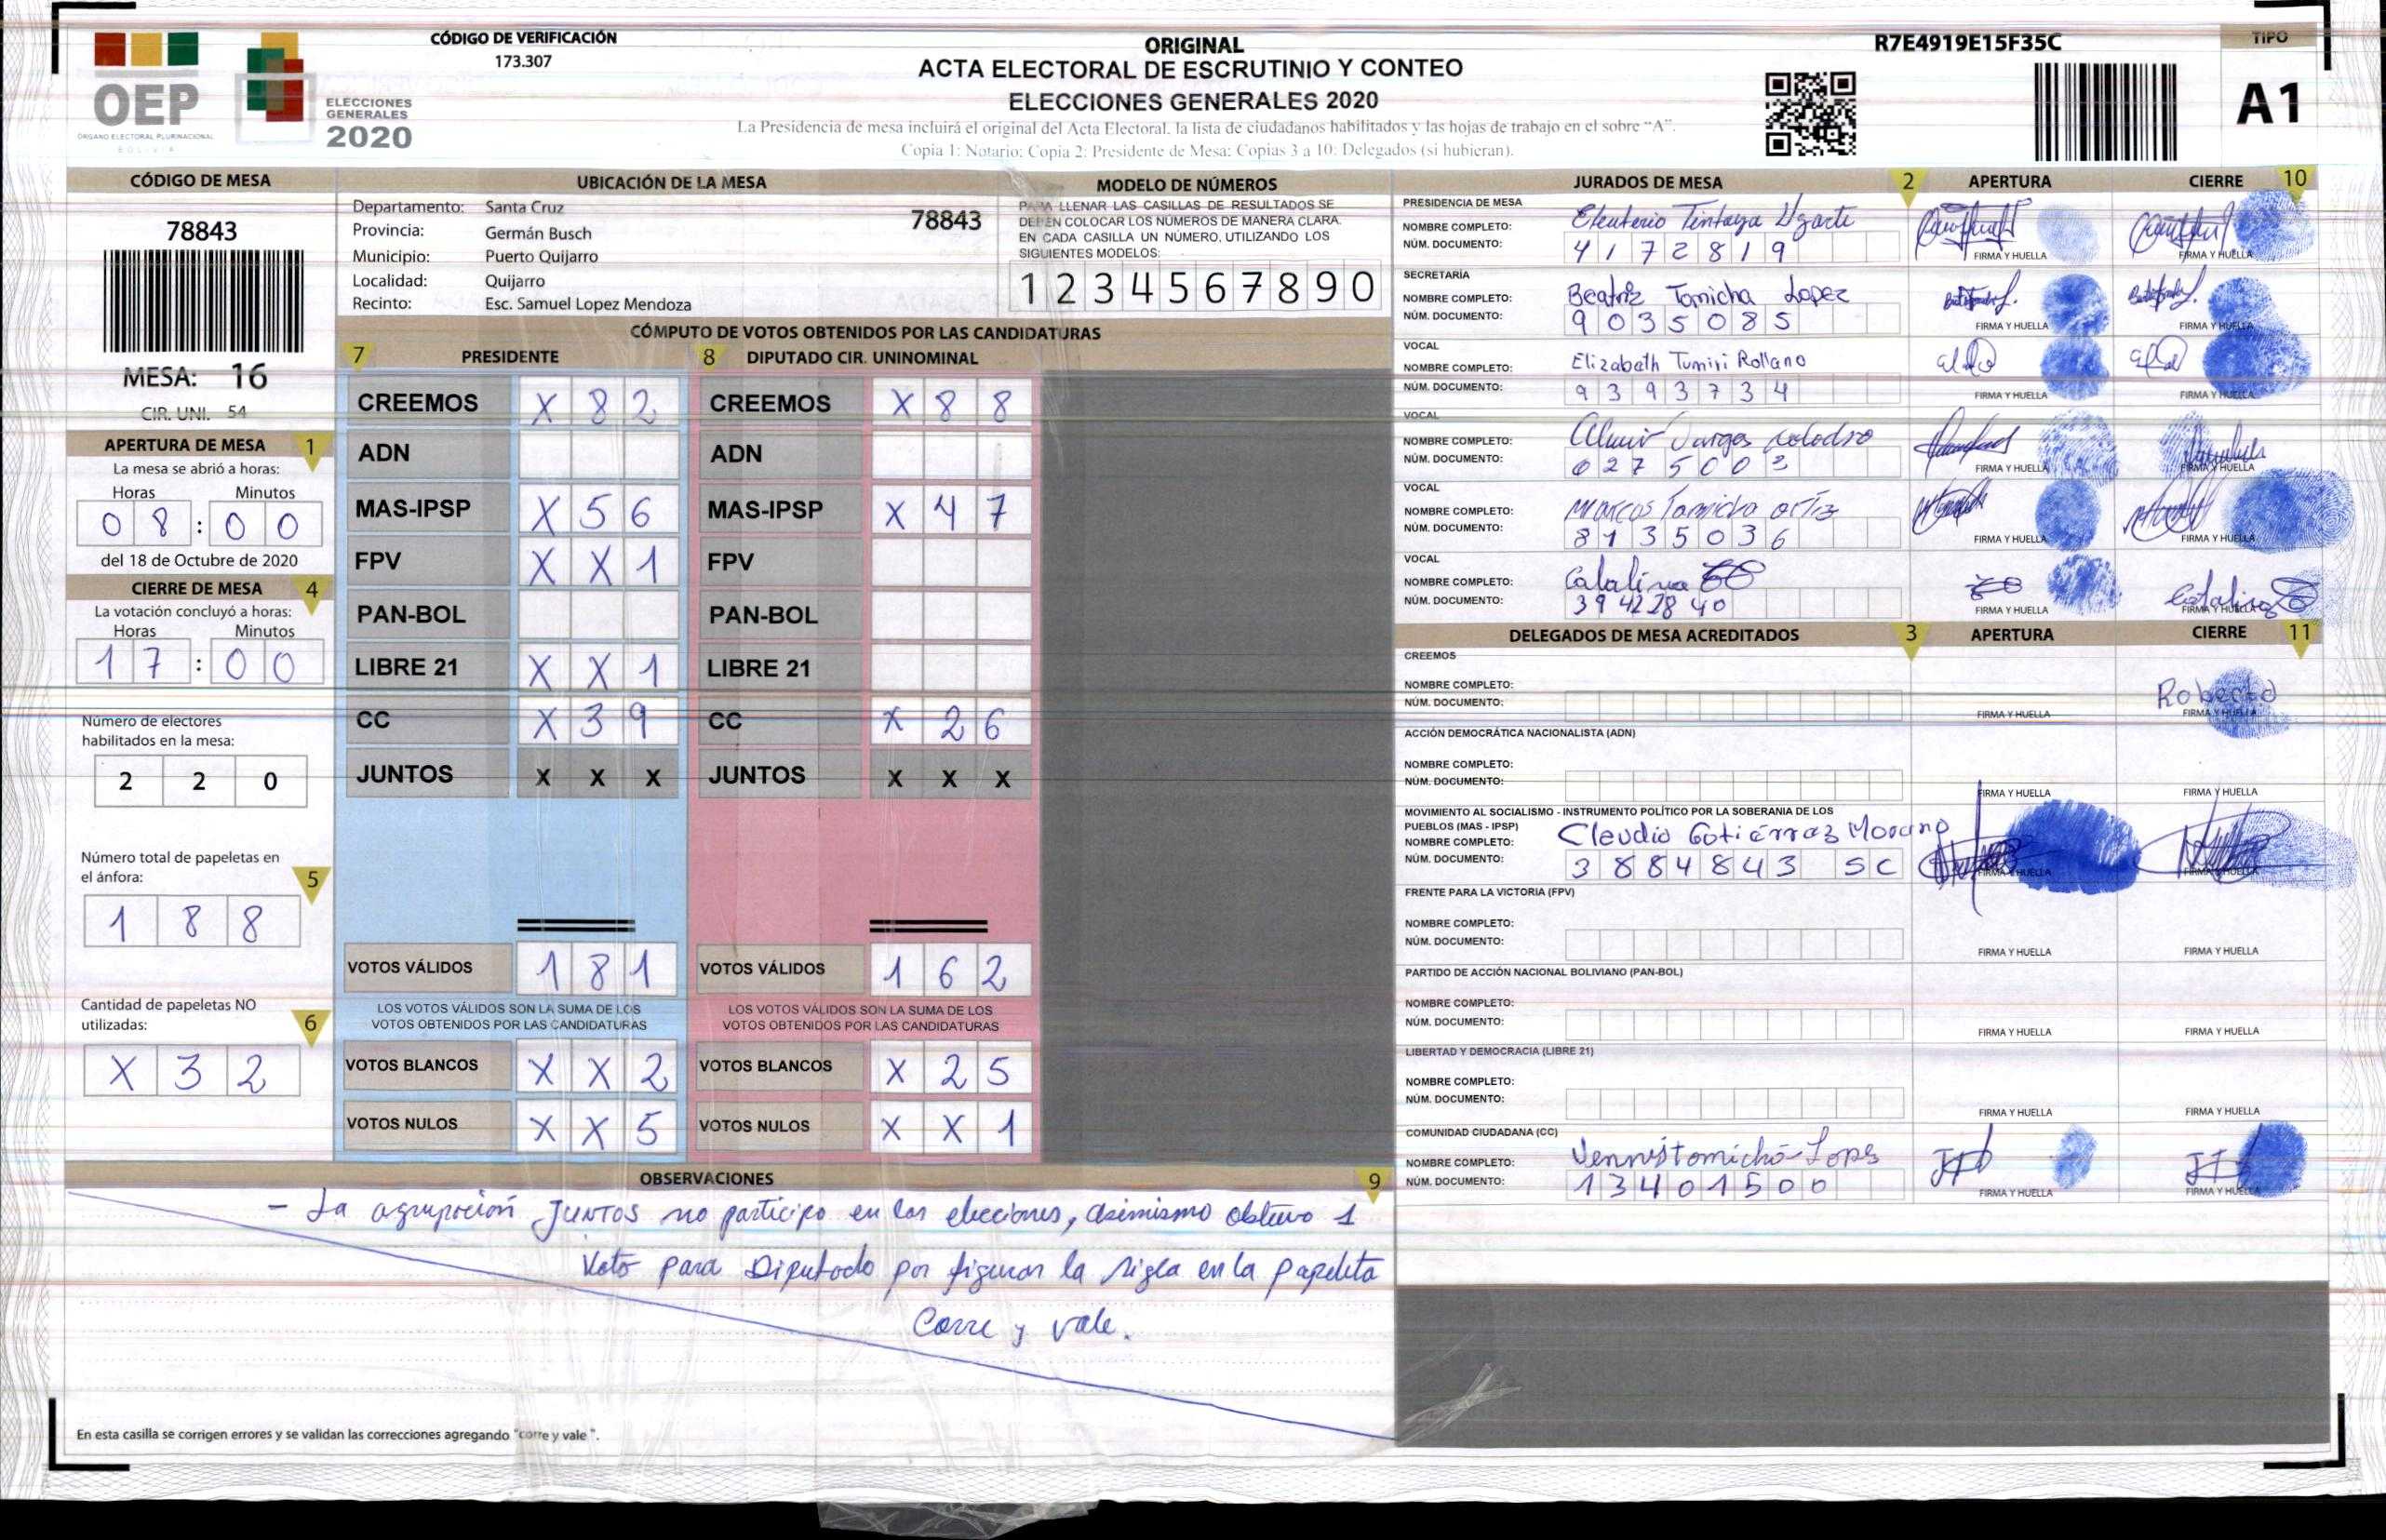 OEP
ÓRGANO ELECTORAL PLURINACIONAL
BOLIVIA
ELECCIONES
GENERALES
2020
CÓDIGO DE VERIFICACIÓN
173.307
ORIGINAL
ACTA ELECTORAL DE ESCRUTINIO Y CONTEO
ELECCIONES GENERALES 2020
La Presidencia de mesa incluirá el original del Acta Electoral, la lista de ciudadanos habilitados y las hojas de trabajo en el sobre “A”.
Copia 1: Notario; Copia 2: Presidente de Mesa; Copias 3 a 10: Delegados (si hubieran).
R7E4919E15F35C
TIPO
A1
CÓDIGO DE MESA
78843
MESA: 16
CIR. UNI. 54
APERTURA DE MESA 1
La mesa se abrió a horas:
Horas Minutos
0 8 : 0 0
del 18 de Octubre de 2020
CIERRE DE MESA 4
La votación concluyó a horas:
Horas Minutos
1 7 : 0 0
Número de electores
habilitados en la mesa:
2 2 0
Número total de papeletas en
el ánfora: 5
1 8 8
Cantidad de papeletas NO
utilizadas: 6
X 3 2
UBICACIÓN DE LA MESA
Departamento: Santa Cruz 78843
Provincia: Germán Busch
Municipio: Puerto Quijarro
Localidad: Quijarro
Recinto: Esc. Samuel Lopez Mendoza
MODELO DE NÚMEROS
PARA LLENAR LAS CASILLAS DE RESULTADOS SE
DEBEN COLOCAR LOS NÚMEROS DE MANERA CLARA.
EN CADA CASILLA UN NÚMERO, UTILIZANDO LOS
SIGUIENTES MODELOS:
1 2 3 4 5 6 7 8 9 0
CÓMPUTO DE VOTOS OBTENIDOS POR LAS CANDIDATURAS
7 PRESIDENTE 8 DIPUTADO CIR. UNINOMINAL
CREEMOS X 8 2 CREEMOS X 8 8
ADN ADN
MAS-IPSP X 5 6 MAS-IPSP X 4 7
FPV X X 1 FPV
PAN-BOL PAN-BOL
LIBRE 21 X X 1 LIBRE 21
CC X 3 9 CC X 2 6
JUNTOS X X X JUNTOS X X X
VOTOS VÁLIDOS 1 8 1 VOTOS VÁLIDOS 1 6 2
LOS VOTOS VÁLIDOS SON LA SUMA DE LOS LOS VOTOS VÁLIDOS SON LA SUMA DE LOS
VOTOS OBTENIDOS POR LAS CANDIDATURAS VOTOS OBTENIDOS POR LAS CANDIDATURAS
VOTOS BLANCOS X X 2 VOTOS BLANCOS X 2 5
VOTOS NULOS X X 5 VOTOS NULOS X X 1
OBSERVACIONES 9
- La agrupación JUNTOS no participo en las elecciones, asimismo obtuvo 1
Voto para Diputado por figurar la sigla en la papeleta
Corre y vale.
En esta casilla se corrigen errores y se validan las correcciones agregando "corre y vale ".
JURADOS DE MESA 2 APERTURA CIERRE 10
PRESIDENCIA DE MESA
NOMBRE COMPLETO: Eleuterio Tintaya Ugarte
NÚM. DOCUMENTO: 4 1 7 2 8 1 9 FIRMA Y HUELLA FIRMA Y HUELLA
SECRETARÍA
NOMBRE COMPLETO: Beatriz Tomicha Lopez
NÚM. DOCUMENTO: 9 0 3 5 0 8 5 FIRMA Y HUELLA FIRMA Y HUELLA
VOCAL
NOMBRE COMPLETO: Elizabeth Tumiri Rollano
NÚM. DOCUMENTO: 9 3 9 3 7 3 4 FIRMA Y HUELLA FIRMA Y HUELLA
VOCAL
NOMBRE COMPLETO: Vargas
NÚM. DOCUMENTO: 6 2 7 5 0 0 3 FIRMA Y HUELLA FIRMA Y HUELLA
VOCAL
NOMBRE COMPLETO: Marcos Tomicha ortiz
NÚM. DOCUMENTO: 8 1 3 5 0 3 6 FIRMA Y HUELLA FIRMA Y HUELLA
VOCAL
NOMBRE COMPLETO: Catalina
NÚM. DOCUMENTO: FIRMA Y HUELLA Catalina FIRMA Y HUELLA
DELEGADOS DE MESA ACREDITADOS 3 APERTURA CIERRE 11
CREEMOS
NOMBRE COMPLETO: Roberto
NÚM. DOCUMENTO: FIRMA Y HUELLA FIRMA Y HUELLA
ACCIÓN DEMOCRÁTICA NACIONALISTA (ADN)
NOMBRE COMPLETO:
NÚM. DOCUMENTO: FIRMA Y HUELLA FIRMA Y HUELLA
MOVIMIENTO AL SOCIALISMO - INSTRUMENTO POLÍTICO POR LA SOBERANIA DE LOS
PUEBLOS (MAS - IPSP)
NOMBRE COMPLETO: Claudio Gotiérraz Morano
NÚM. DOCUMENTO: 3 8 8 4 8 4 3 SC FIRMA Y HUELLA FIRMA Y HUELLA
FRENTE PARA LA VICTORIA (FPV)
NOMBRE COMPLETO:
NÚM. DOCUMENTO: FIRMA Y HUELLA FIRMA Y HUELLA
PARTIDO DE ACCIÓN NACIONAL BOLIVIANO (PAN-BOL)
NOMBRE COMPLETO:
NÚM. DOCUMENTO: FIRMA Y HUELLA FIRMA Y HUELLA
LIBERTAD Y DEMOCRACIA (LIBRE 21)
NOMBRE COMPLETO:
NÚM. DOCUMENTO: FIRMA Y HUELLA FIRMA Y HUELLA
COMUNIDAD CIUDADANA (CC)
NOMBRE COMPLETO:
NÚM. DOCUMENTO: 1 3 4 0 1 5 0 0 FIRMA Y HUELLA FIRMA Y HUELLA